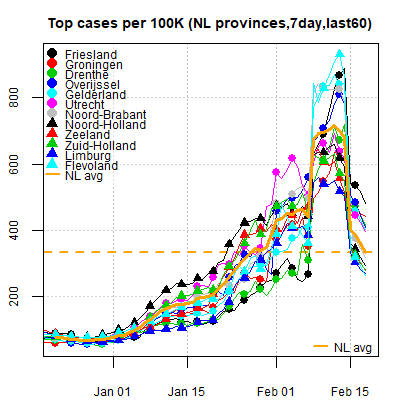 Top cases per 100K (NL provinces,7day,last60)
Friesland
Groningen
Drenthe
Overijssel
Gelderland
Utrecht
Noord-Brabant
Noord-Holland
Zeeland
Zuid-Holland
Limburg
Flevoland
NL avg
800
600
400
200
NL avg
Jan 01
Jan 15
Feb 01
Feb 15